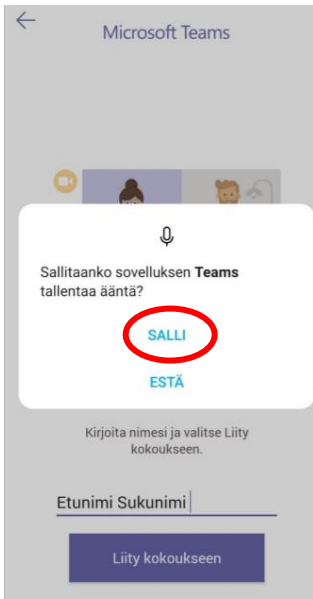 Microsoft Teams
Sallitaanko sovelluksen Teams
tallentaa ääntä?
SALLI
ESTÄ
Kirjoita nimesi ja valitse Liity
kokoukseen.
Etunimi Sukunimi
Liity kokoukseen